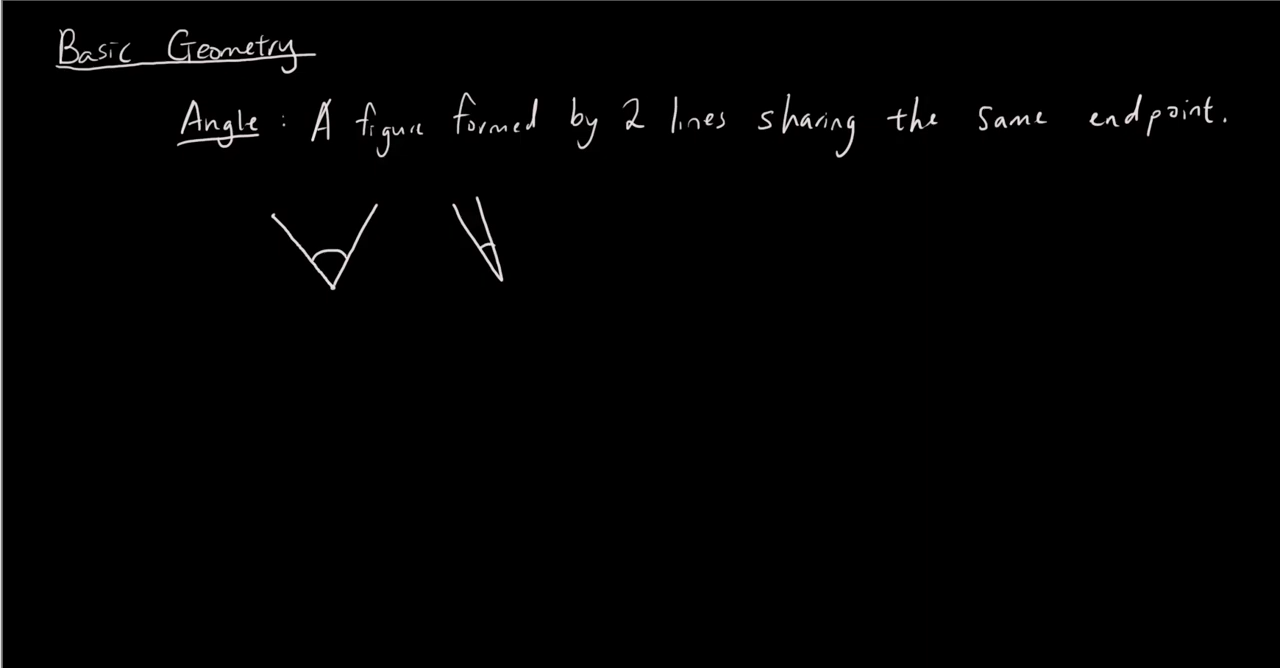 Basic Geometry
Angle : A figure formed by 2 lines sharing the same endpoint.